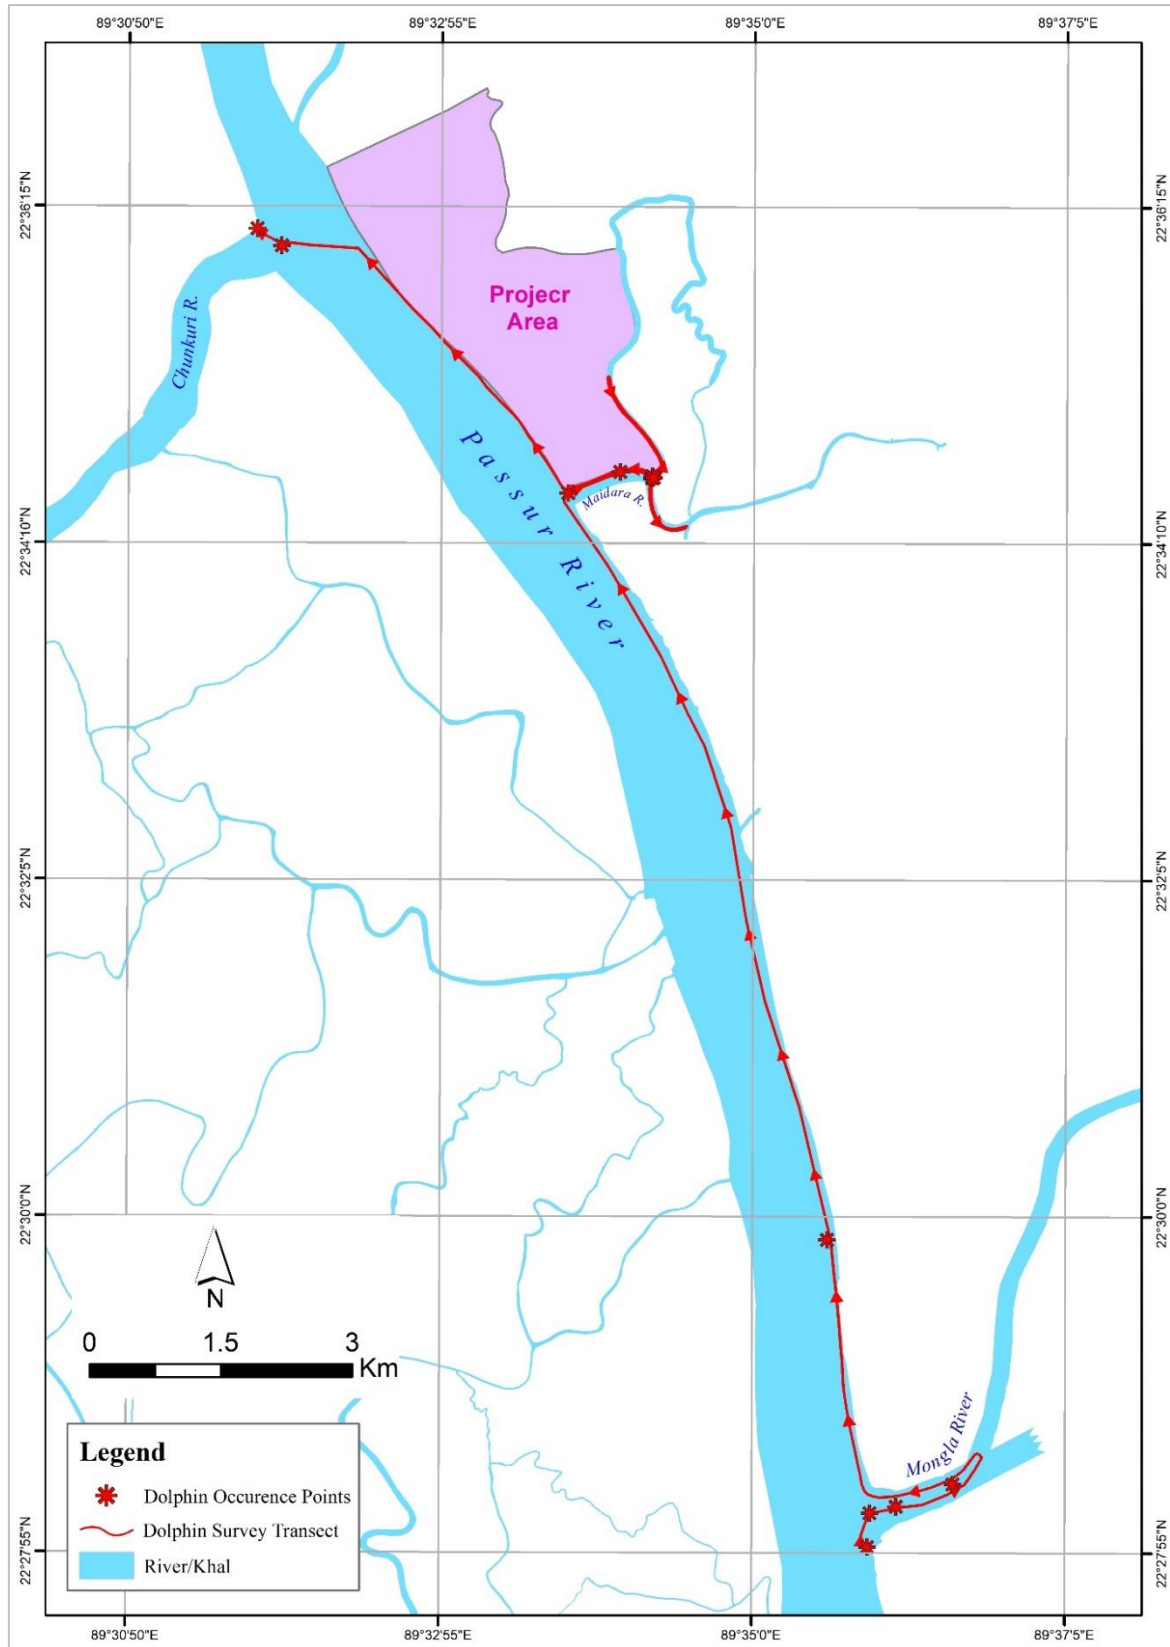 89°30'50"E 89°32'55"E 89°35'0"E 89°37'5"E
22°36'15"N
22°36'15"N
Projecr
Area
Chunkuri R.
Passur River
Maidara R.
22°34'10"N
22°34'10"N
22°32'5"N
22°32'5"N
22°30'0"N
22°30'0"N
N
0 1.5 3
Km
Mongla River
Legend
Dolphin Occurence Points
Dolphin Survey Transect
River/Khal
22°27'55"N
22°27'55"N
89°30'50"E 89°32'55"E 89°35'0"E 89°37'5"E